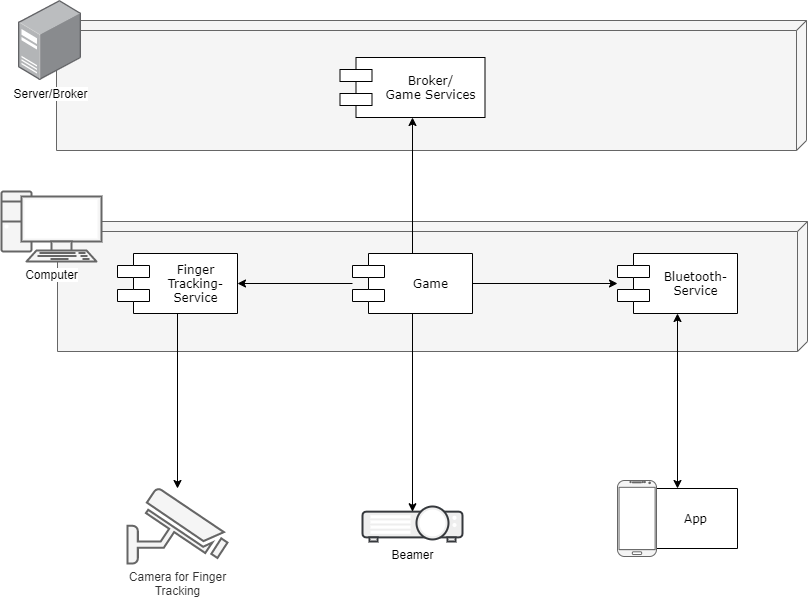 Broker/
Game Services
Server/Broker
Finger
Tracking-
Service
Game
Bluetooth-
Service
Computer
App
Beamer
Camera for Finger
Tracking